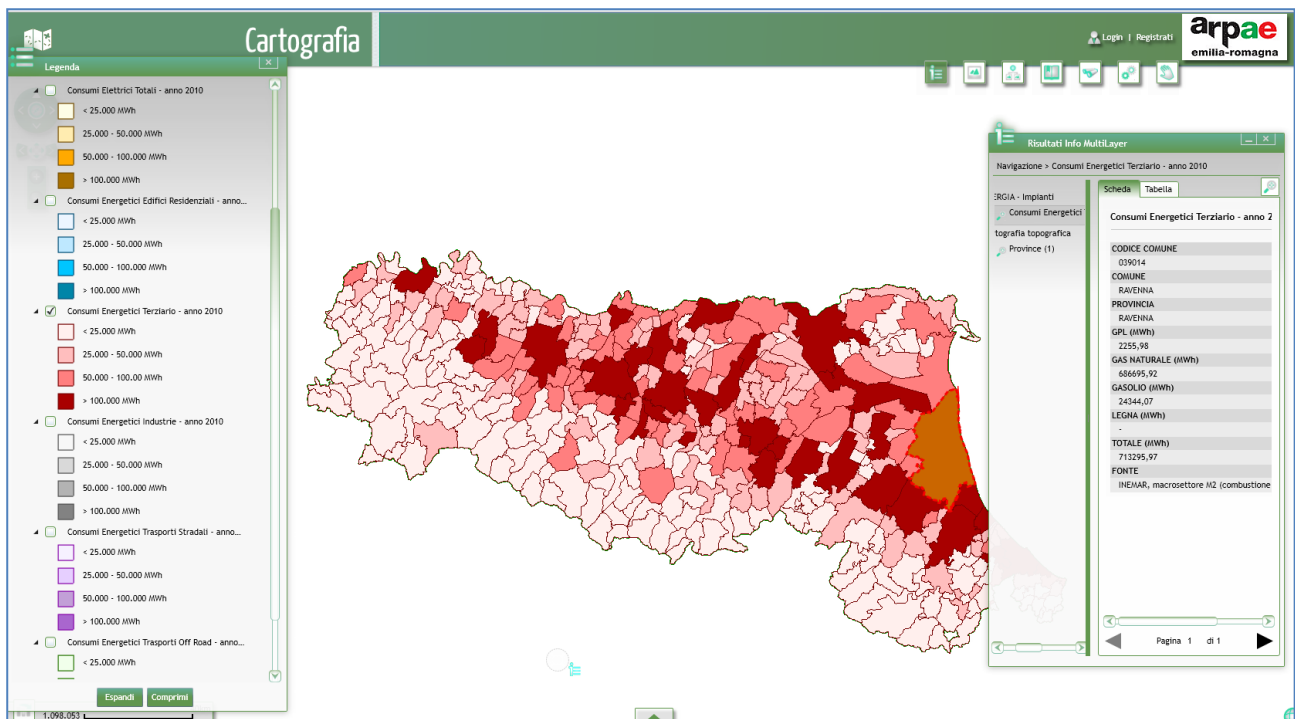 Cartografia
Login | Registrati
arpae
emilia-romagna
Legenda
Consumi Elettrici Totali - anno 2010
< 25.000 MWh
25.000 - 50.000 MWh
50.000 - 100.000 MWh
> 100.000 MWh
Consumi Energetici Edifici Residenziali - anno...
< 25.000 MWh
25.000 - 50.000 MWh
50.000 - 100.000 MWh
> 100.000 MWh
Consumi Energetici Terziario - anno 2010
< 25.000 MWh
25.000 - 50.000 MWh
50.000 - 100.00 MWh
> 100.000 MWh
Consumi Energetici Industrie - anno 2010
< 25.000 MWh
25.000 - 50.000 MWh
50.000 - 100.000 MWh
> 100.000 MWh
Consumi Energetici Trasporti Stradali - anno...
< 25.000 MWh
25.000 - 50.000 MWh
50.000 - 100.000 MWh
> 100.000 MWh
Consumi Energetici Trasporti Off Road - anno...
< 25.000 MWh
Espandi Comprimi
1.098.053
Risultati Info MultiLayer
Navigazione > Consumi Energetici Terziario - anno 2010
ERGIA - Impianti
Consumi Energetici
tografia topografica
Province (1)
Scheda Tabella
Consumi Energetici Terziario - anno 2
CODICE COMUNE
039014
COMUNE
RAVENNA
PROVINCIA
RAVENNA
GPL (MWh)
2255,98
GAS NATURALE (MWh)
686695,92
GASOLIO (MWh)
24344,07
LEGNA (MWh)
-
TOTALE (MWh)
713295,97
FONTE
INEMAR, macrosettore M2 (combustione
Pagina 1 di 1